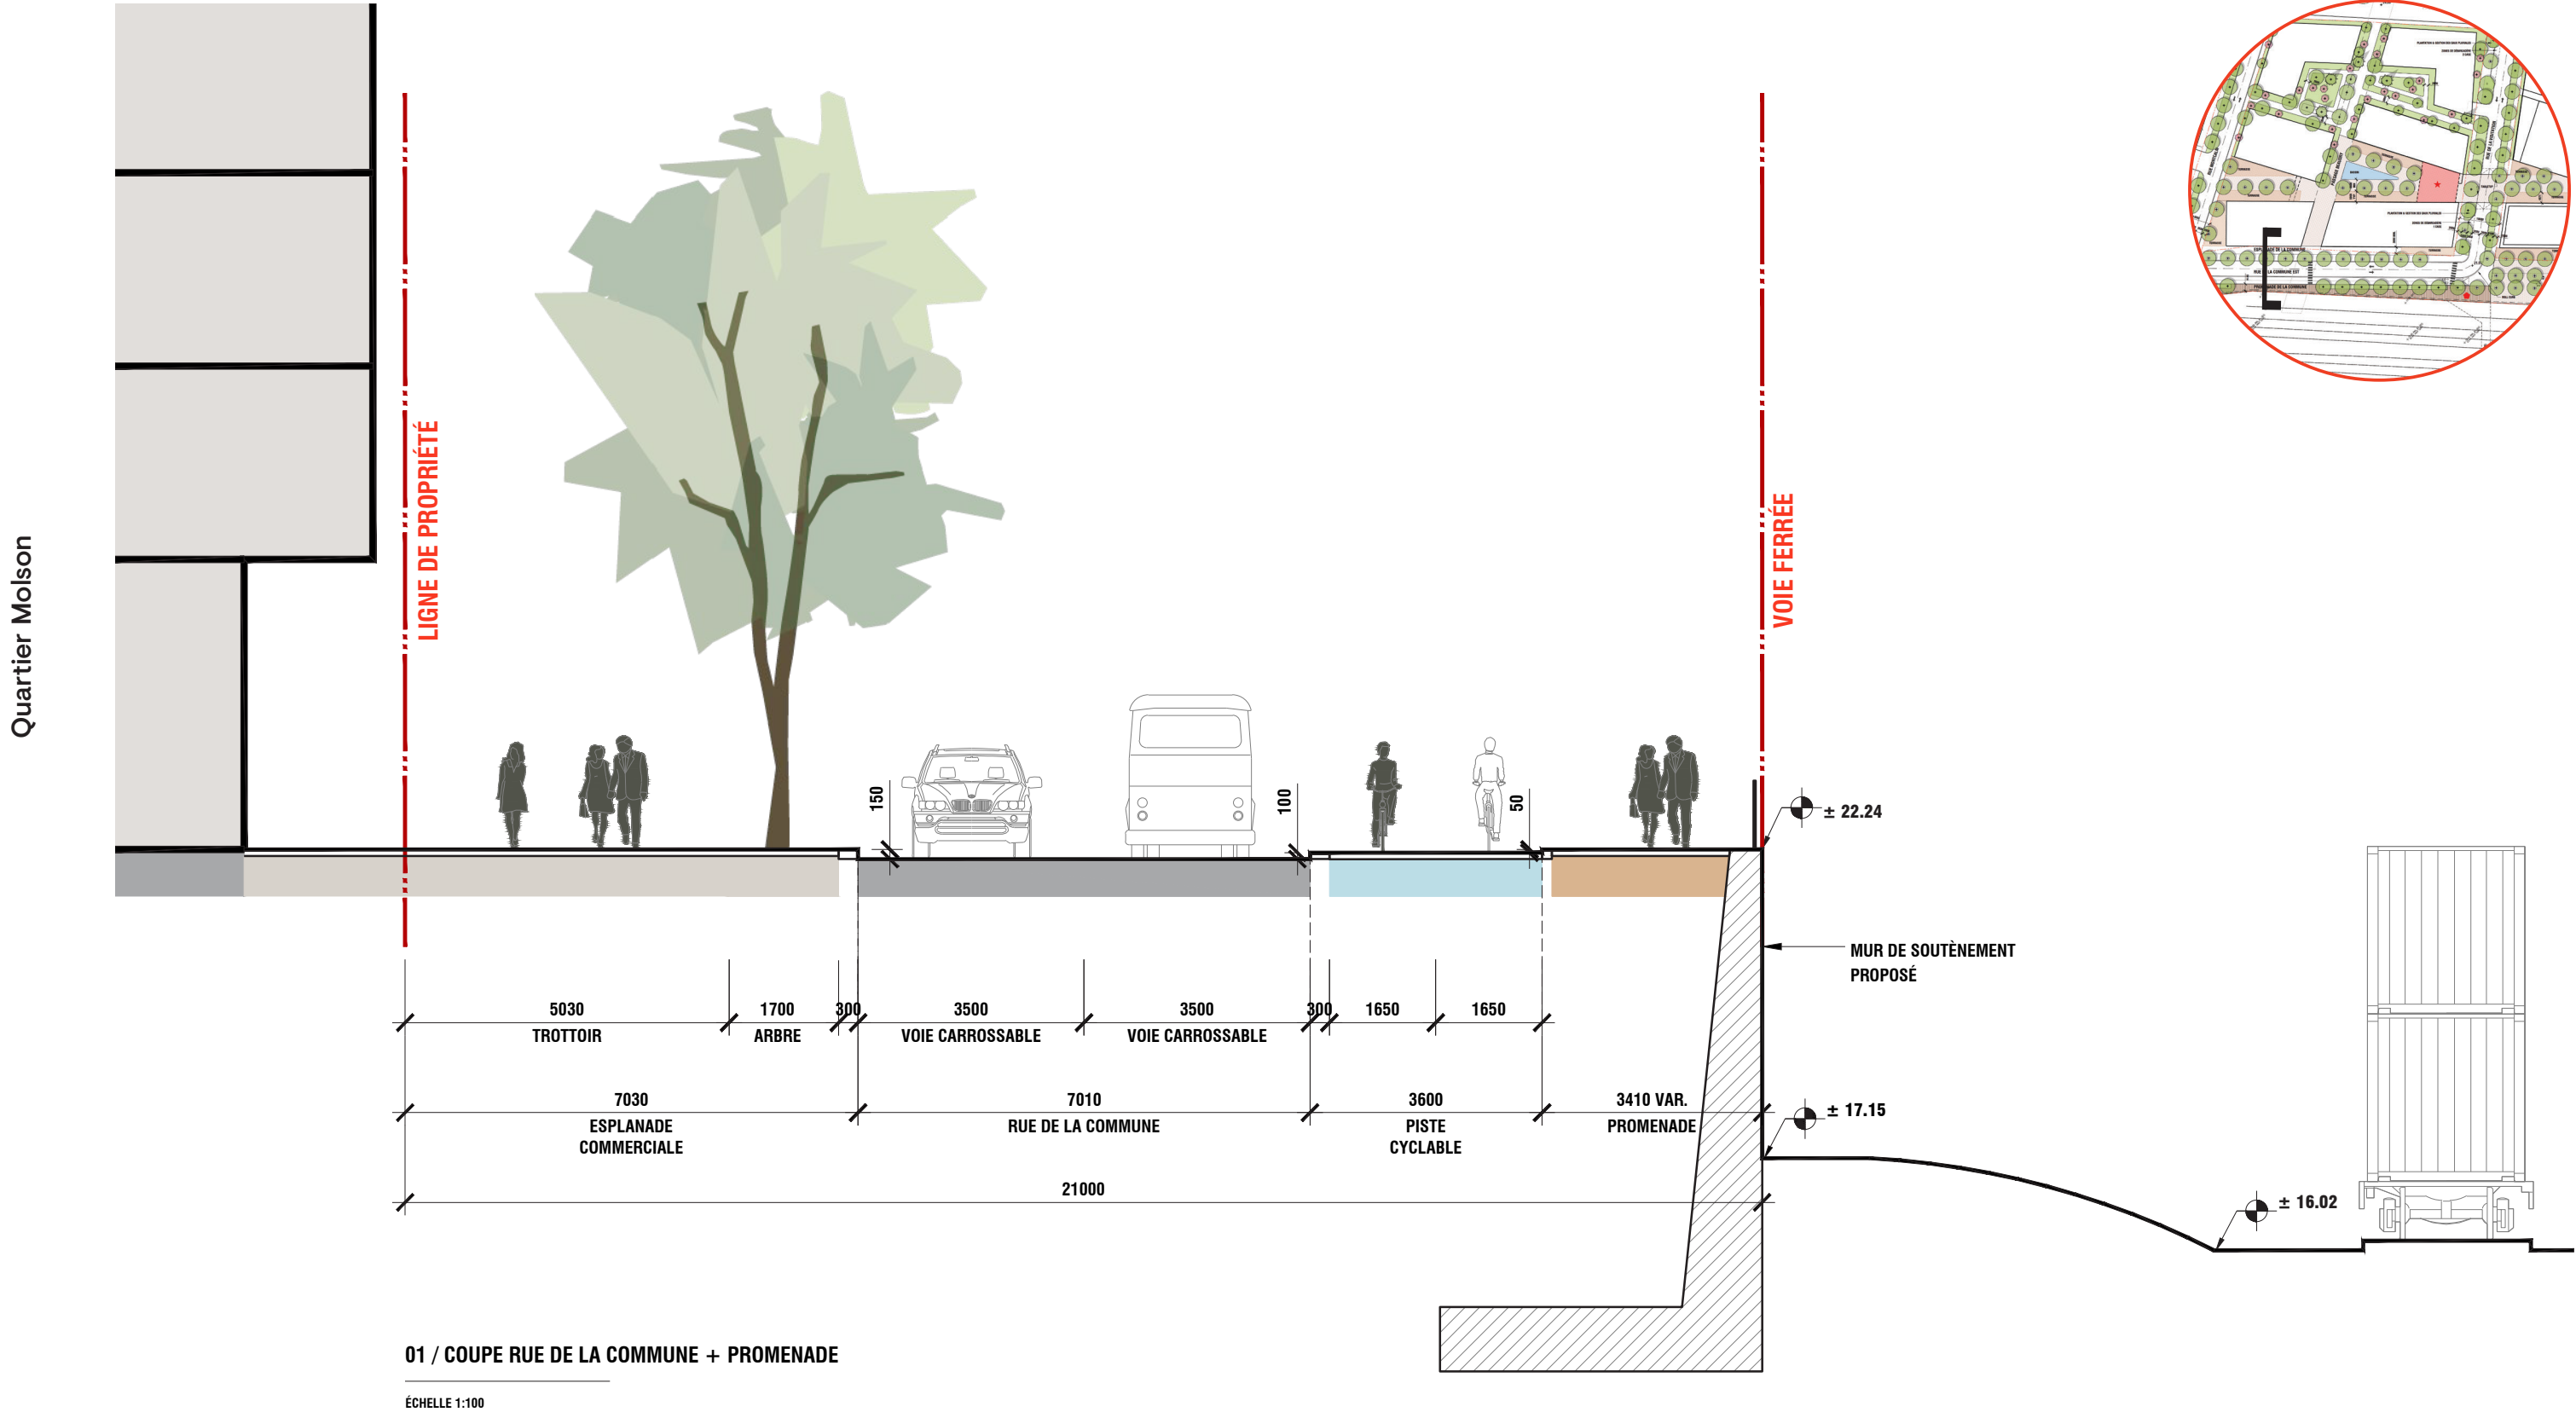 Quartier Molson
LIGNE DE PROPRIÉTÉ
VOIE FERRÉE
150
100
50
± 22.24
MUR DE SOUTÈNEMENT
PROPOSÉ
5030
1700
300
3500
3500
300
1650
1650
TROTTOIR
ARBRE
VOIE CARROSSABLE
VOIE CARROSSABLE
7030
7010
3600
3410 VAR.
ESPLANADE
COMMERCIALE
RUE DE LA COMMUNE
PISTE
CYCLABLE
PROMENADE
± 17.15
21000
± 16.02
01 / COUPE RUE DE LA COMMUNE + PROMENADE
ÉCHELLE 1:100